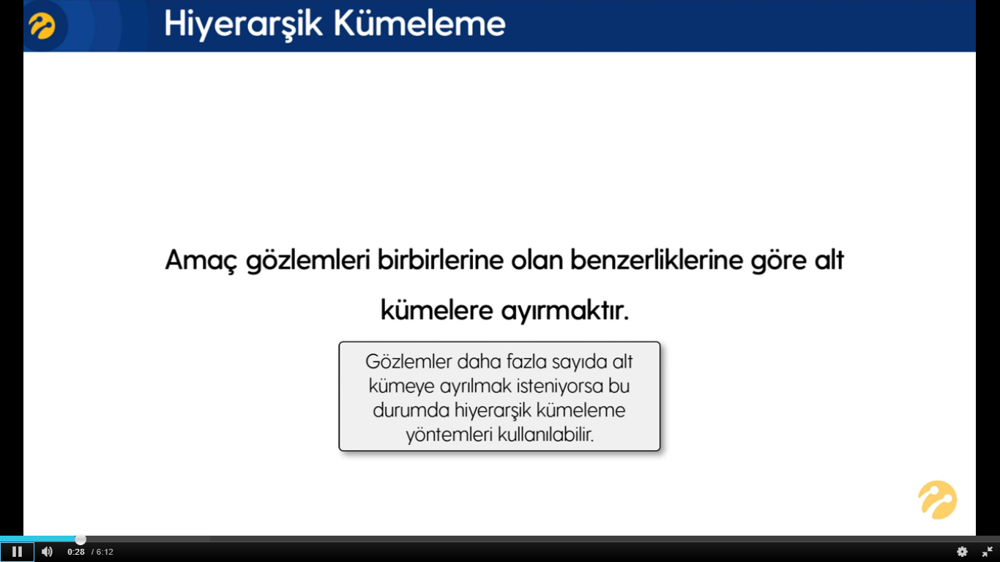 Hiyerarşik Kümeleme
Amaç gözlemleri birbirlerine olan benzerliklerine göre alt
kümelere ayırmaktır.
Gözlemler daha fazla sayıda alt
kümeye ayrılmak isteniyorsa bu
durumda hiyerarşik kümeleme
yöntemleri kullanılabilir.
0:28 / 6:12